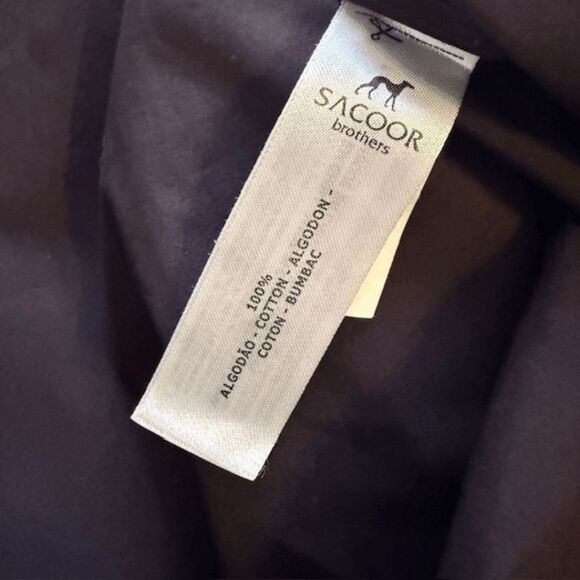 SACOOR
brothers
100%
ALGODÃO - COTTON - ALGODON -
COTON - BUMBAC